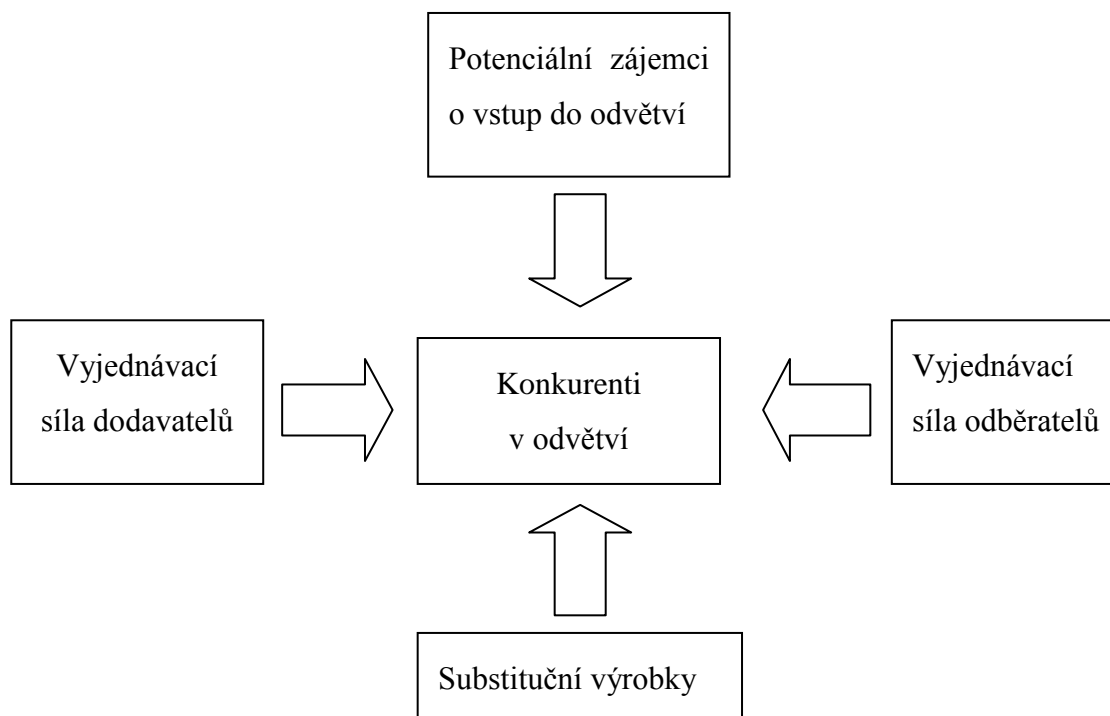 Potenciální zájemci
o vstup do odvětví
Vyjednávací
síla dodavatelů
Konkurenti
v odvětví
Vyjednávací
síla odběratelů
Substituční výrobky